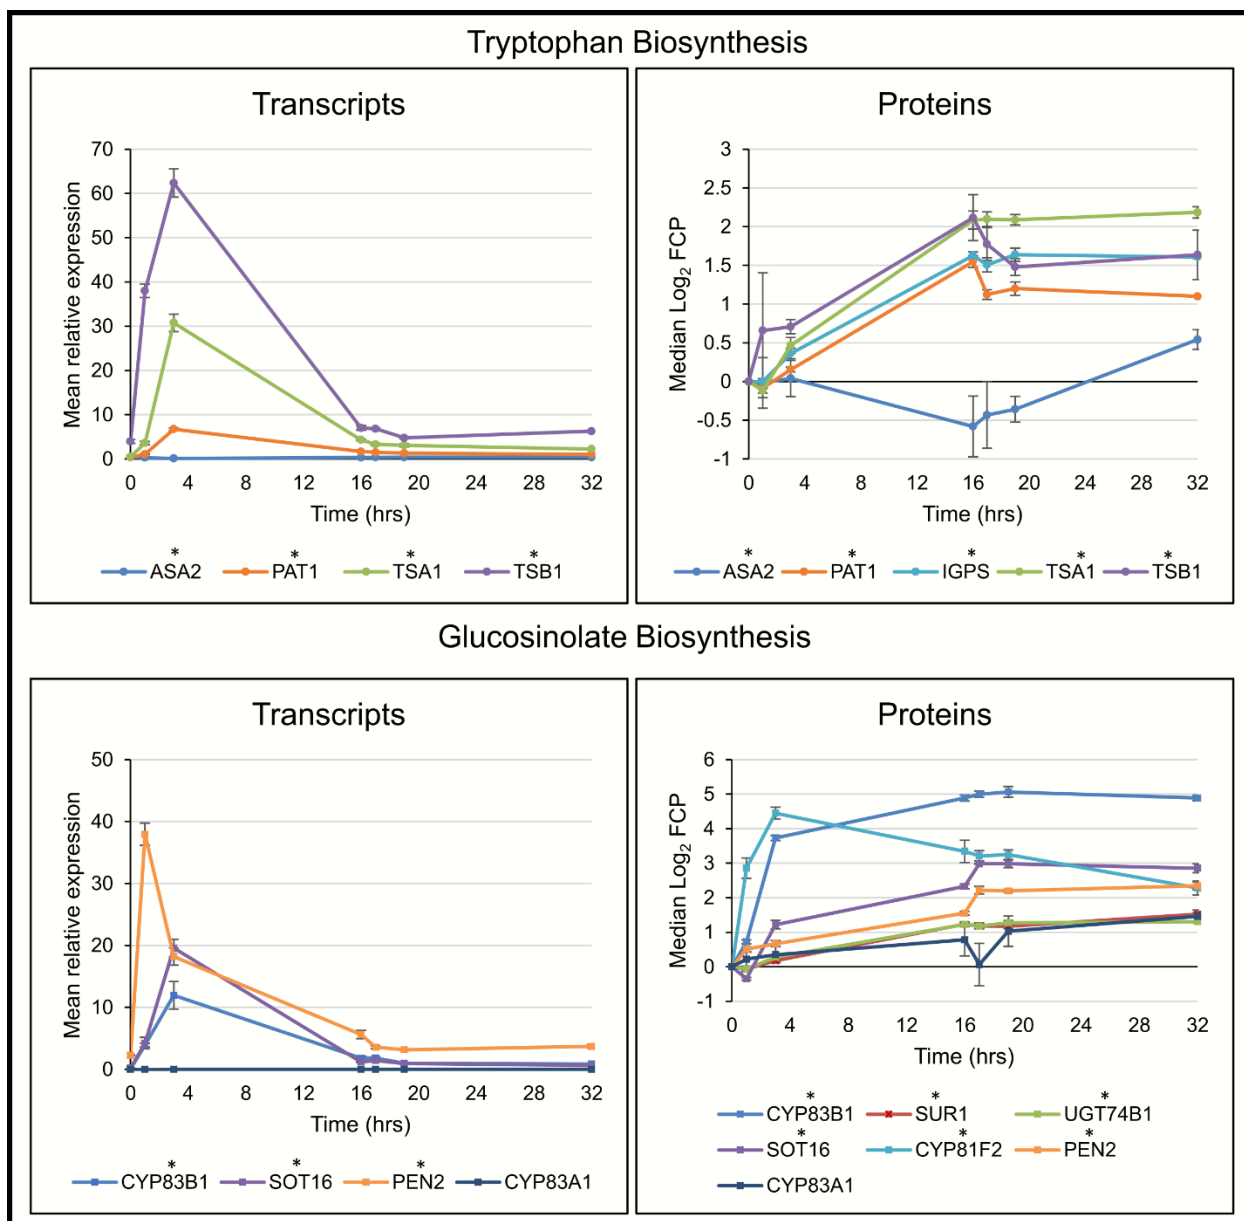 Tryptophan Biosynthesis
Transcripts
Mean relative expression
70
60
50
40
30
20
10
0
0 4 8 12 16 20 24 28 32
Time (hrs)
* * * *
ASA2 PAT1 TSA1 TSB1
Proteins
Median Log₂ FCP
3
2.5
2
1.5
1
0.5
0
-0.5
-1
0 4 8 12 16 20 24 28 32
Time (hrs)
* * * * *
ASA2 PAT1 IGPS TSA1 TSB1
Glucosinolate Biosynthesis
Transcripts
Mean relative expression
50
40
30
20
10
0
0 4 8 12 16 20 24 28 32
Time (hrs)
* * *
CYP83B1 SOT16 PEN2 CYP83A1
Proteins
Median Log₂ FCP
6
5
4
3
2
1
0
-1
0 4 8 12 16 20 24 28 32
Time (hrs)
* * *
CYP83B1 SUR1 UGT74B1
* * *
SOT16 CYP81F2 PEN2
CYP83A1